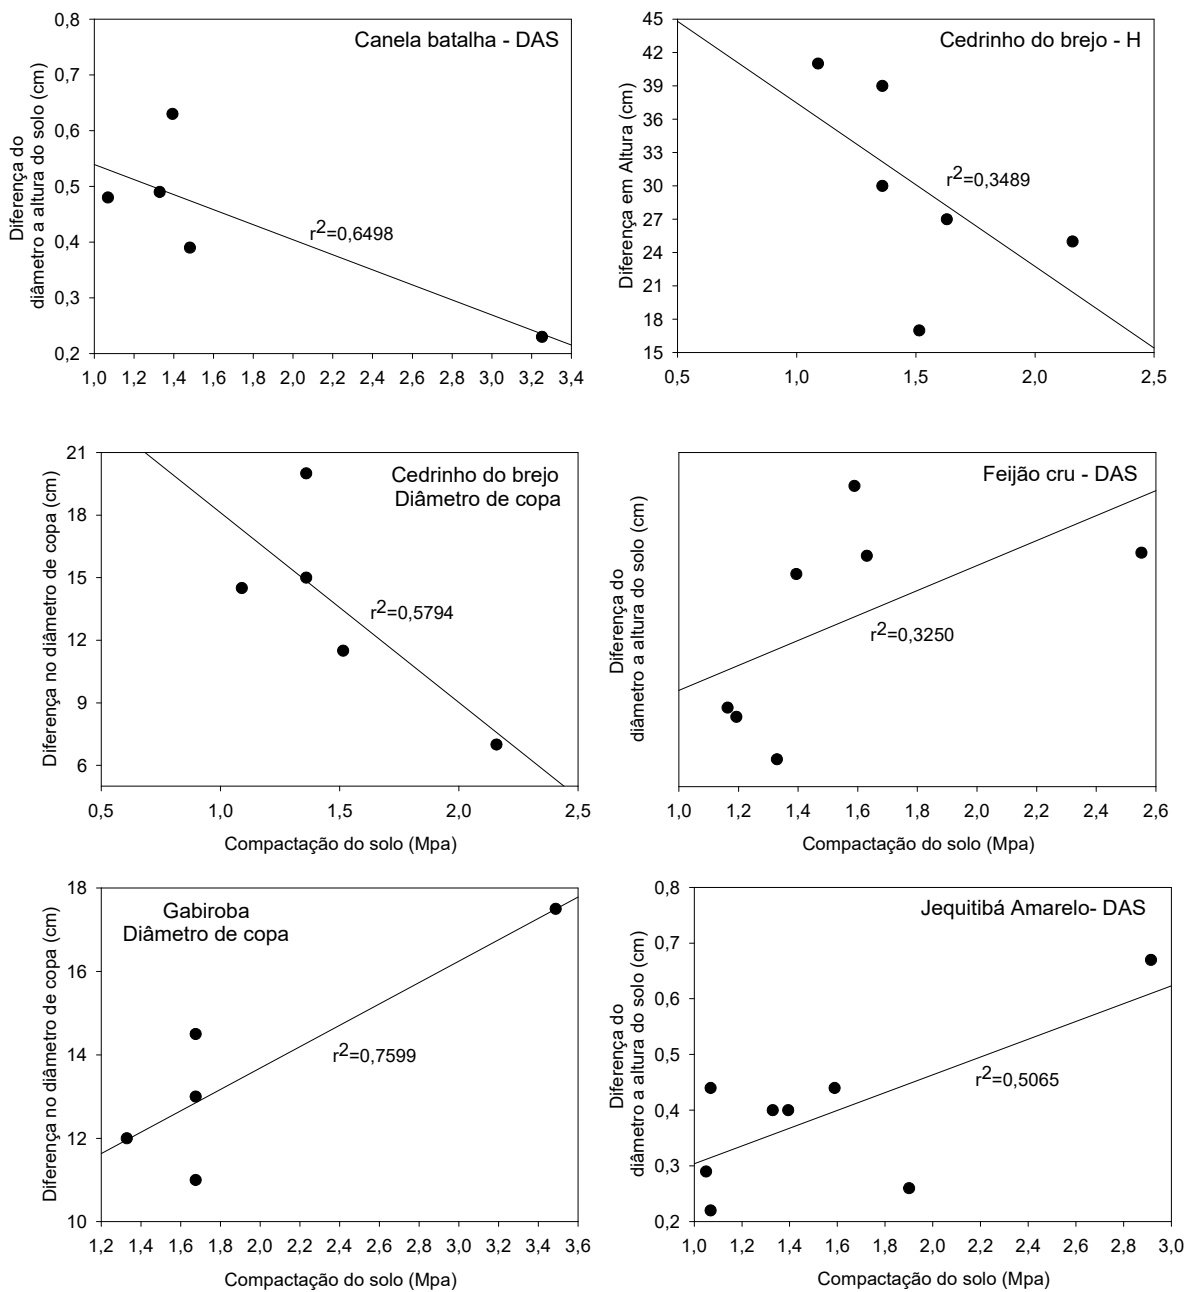 Canela batalha - DAS
Diferença do
diâmetro a altura do solo (cm)
0,8
0,7
0,6
0,5
0,4
0,3
0,2
r2=0,6498
1,0 1,2 1,4 1,6 1,8 2,0 2,2 2,4 2,6 2,8 3,0 3,2 3,4
Cedrinho do brejo - H
Diferença em Altura (cm)
45
42
39
36
33
30
27
24
21
18
15
r2=0,3489
0,5 1,0 1,5 2,0 2,5
Cedrinho do brejo
Diâmetro de copa
Diferença no diâmetro de copa (cm)
21
18
15
12
9
6
r2=0,5794
0,5 1,0 1,5 2,0 2,5
Compactação do solo (Mpa)
Feijão cru - DAS
Diferença do
diâmetro a altura do solo (cm)
r2=0,3250
1,0 1,2 1,4 1,6 1,8 2,0 2,2 2,4 2,6
Compactação do solo (Mpa)
Gabiroba
Diâmetro de copa
Diferença no diâmetro de copa (cm)
18
16
14
12
10
r2=0,7599
1,2 1,4 1,6 1,8 2,0 2,2 2,4 2,6 2,8 3,0 3,2 3,4 3,6
Compactação do solo (Mpa)
Jequitibá Amarelo- DAS
Diferença do
diâmetro a altura do solo (cm)
0,8
0,7
0,6
0,5
0,4
0,3
0,2
r2=0,5065
1,0 1,2 1,4 1,6 1,8 2,0 2,2 2,4 2,6 2,8 3,0
Compactação do solo (Mpa)